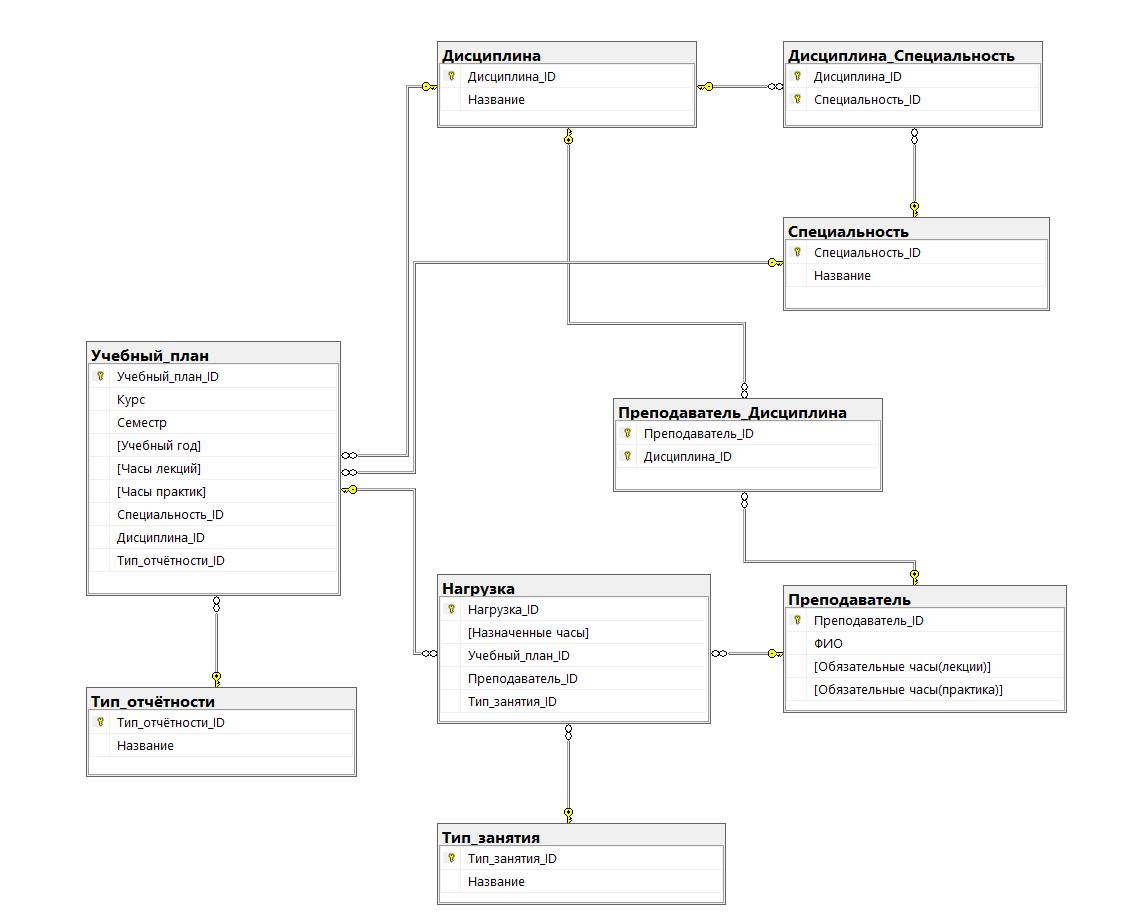 Дисциплина
Дисциплина_ID
Название
Дисциплина_Специальность
Дисциплина_ID
Специальность_ID
Специальность
Специальность_ID
Название
Учебный_план
Учебный_план_ID
Курс
Семестр
[Учебный год]
[Часы лекций]
[Часы практик]
Специальность_ID
Дисциплина_ID
Тип_отчётности_ID
Преподаватель_Дисциплина
Преподаватель_ID
Дисциплина_ID
Нагрузка
Нагрузка_ID
[Назначенные часы]
Учебный_план_ID
Преподаватель_ID
Тип_занятия_ID
Преподаватель
Преподаватель_ID
ФИО
[Обязательные часы(лекции)]
[Обязательные часы(практика)]
Тип_отчётности
Тип_отчётности_ID
Название
Тип_занятия
Тип_занятия_ID
Название